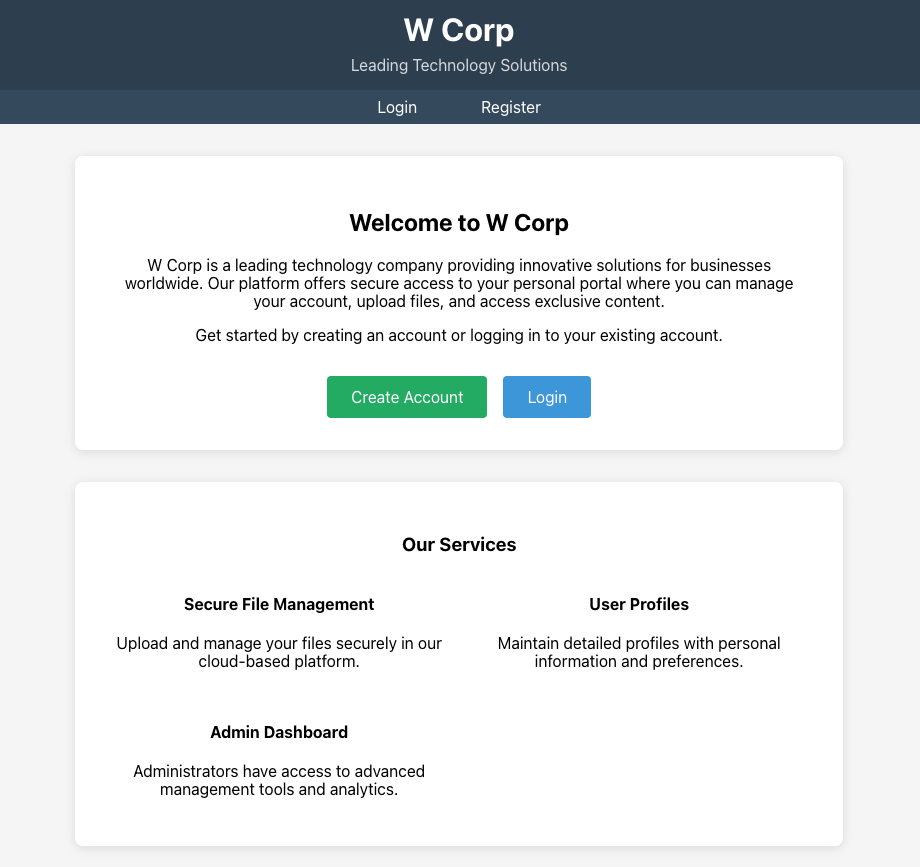 W Corp
Leading Technology Solutions
Login
Register
Welcome to W Corp
W Corp is a leading technology company providing innovative solutions for businesses
worldwide. Our platform offers secure access to your personal portal where you can manage
your account, upload files, and access exclusive content.
Get started by creating an account or logging in to your existing account.
Create Account
Login
Our Services
Secure File Management
Upload and manage your files securely in our
cloud-based platform.
User Profiles
Maintain detailed profiles with personal
information and preferences.
Admin Dashboard
Administrators have access to advanced
management tools and analytics.